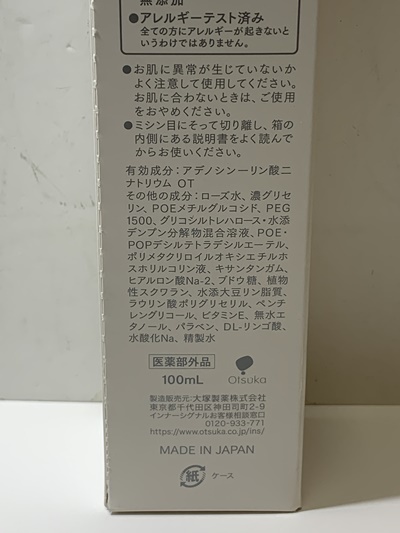 無添加
●アレルギーテスト済み
全ての方にアレルギーが起きないと
いうわけではありません。
●お肌に異常が生じていないか
よく注意して使用してください。
お肌に合わないときは、ご使用
をおやめください。
●ミシン目にそって切り離し、箱の
内側にある説明書をよく読んで
からお使いください。
有効成分：アデノシン一リン酸二
ナトリウム OT
その他の成分：ローズ水、濃グリセ
リン、POEメチルグルコシド、PEG
1500、グリコシルトレハロース・水添
デンプン分解物混合溶液、POE・
POPデシルテトラデシルエーテル、
ポリメタクリロイルオキシエチルホ
スホリルコリン液、キサンタンガム、
ヒアルロン酸Na-2、ブドウ糖、植物
性スクワラン、水添大豆リン脂質、
ラウリン酸ポリグリセリル、ペンチ
レングリコール、ビタミンE、無水エ
タノール、パラベン、DL-リンゴ酸、
水酸化Na、精製水
医薬部外品
100mL
Otsuka
製造販売元:大塚製薬株式会社
東京都千代田区神田司町2-9
インナーシグナルお客様相談窓口
0120-933-771
https://www.otsuka.co.jp/ins/
MADE IN JAPAN
紙 ケース